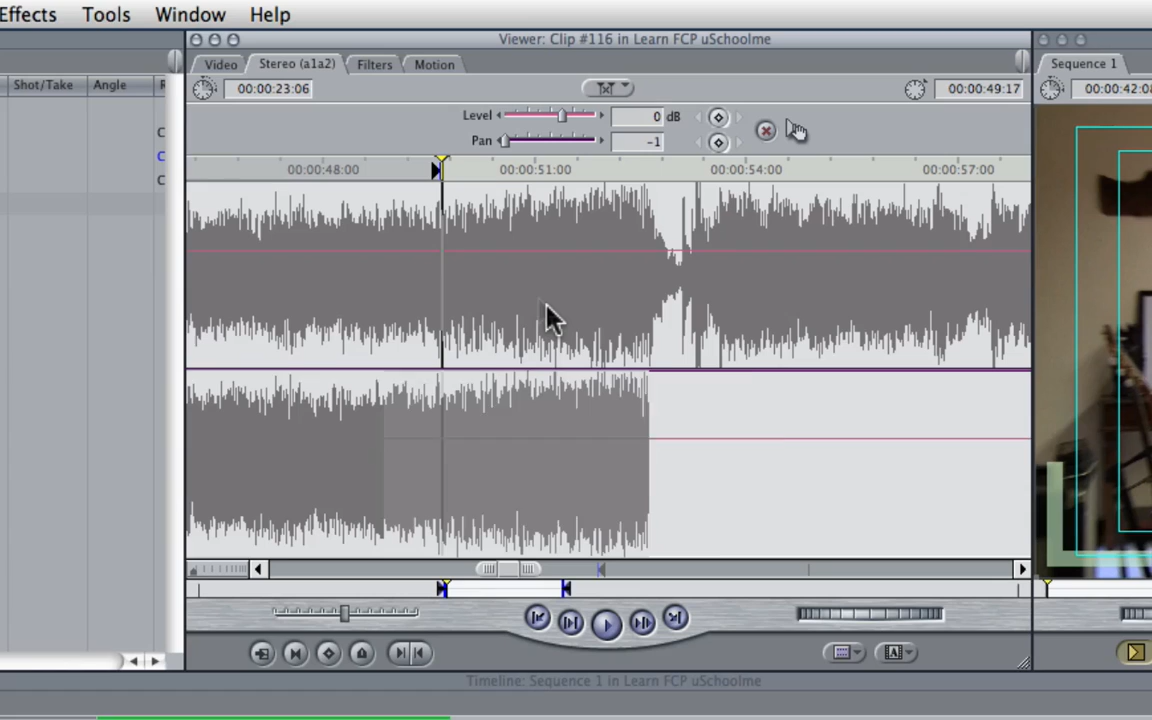 Effects Tools Window Help
Viewer: Clip #116 in Learn FCP uSchoolme
Video Stereo (a1a2) Filters Motion Sequence 1
Shot/Take Angle
00:00:23:06 00:00:49:17
Level 0 dB
Pan -1
00:00:48:00 00:00:51:00 00:00:54:00 00:00:57:00
A
Timeline: Sequence 1 in Learn FCP uSchoolme